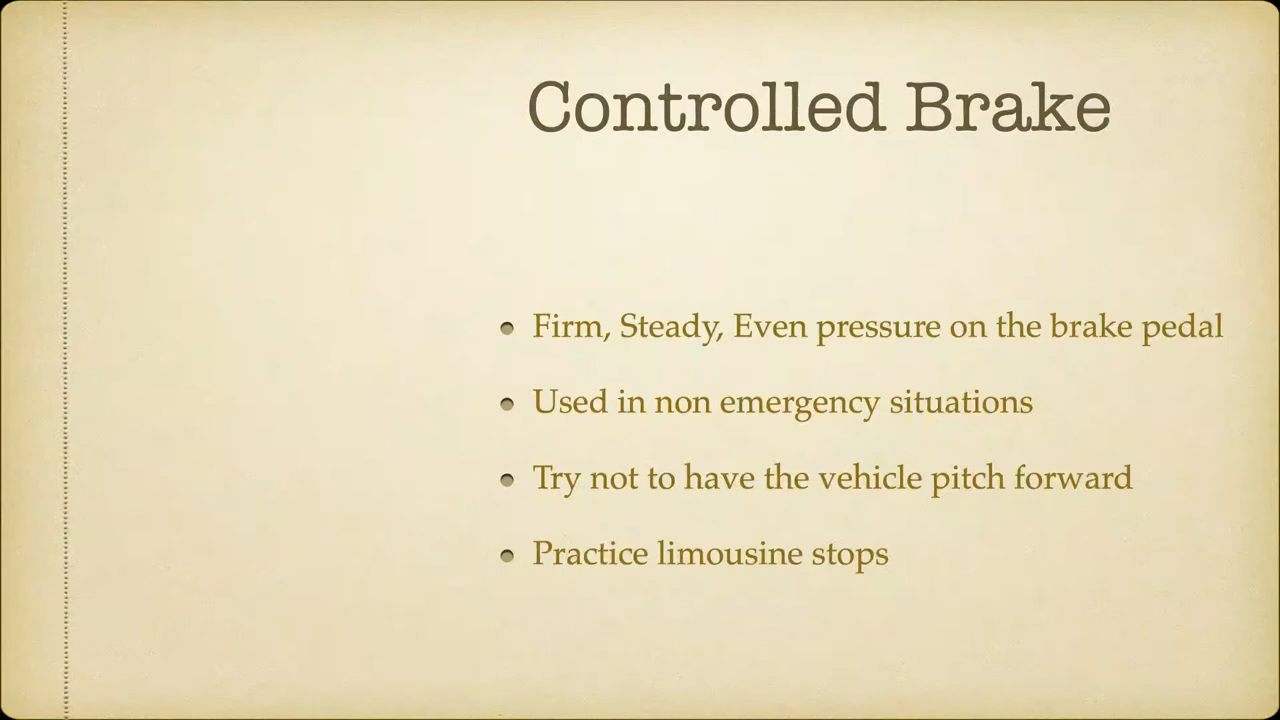 Controlled Brake
Firm, Steady, Even pressure on the brake pedal
Used in non emergency situations
Try not to have the vehicle pitch forward
Practice limousine stops